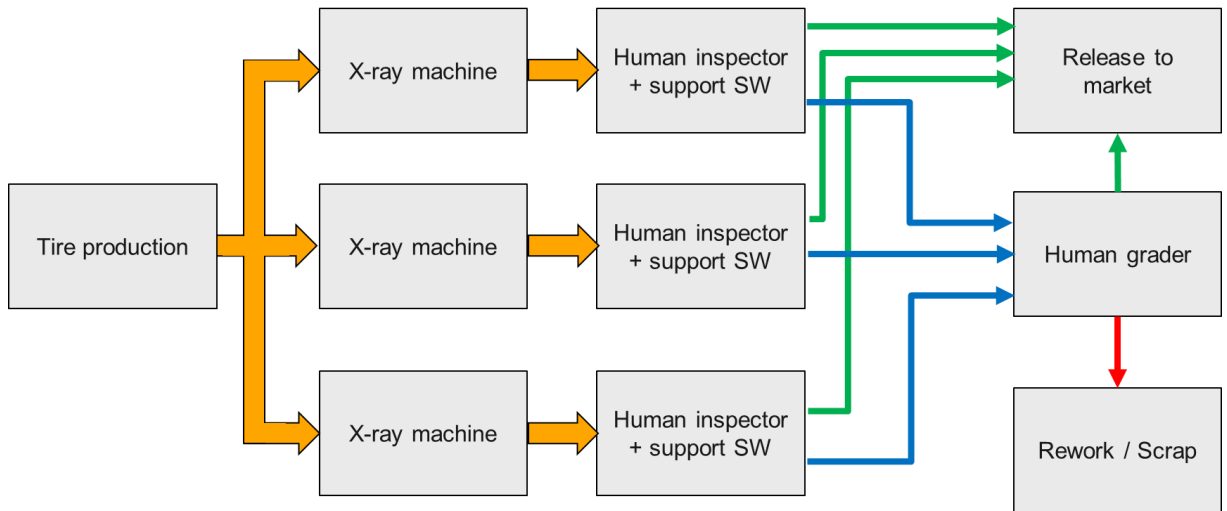 X-ray machine
Human inspector
+ support SW
Release to
market
Tire production
X-ray machine
Human inspector
+ support SW
Human grader
X-ray machine
Human inspector
+ support SW
Rework / Scrap